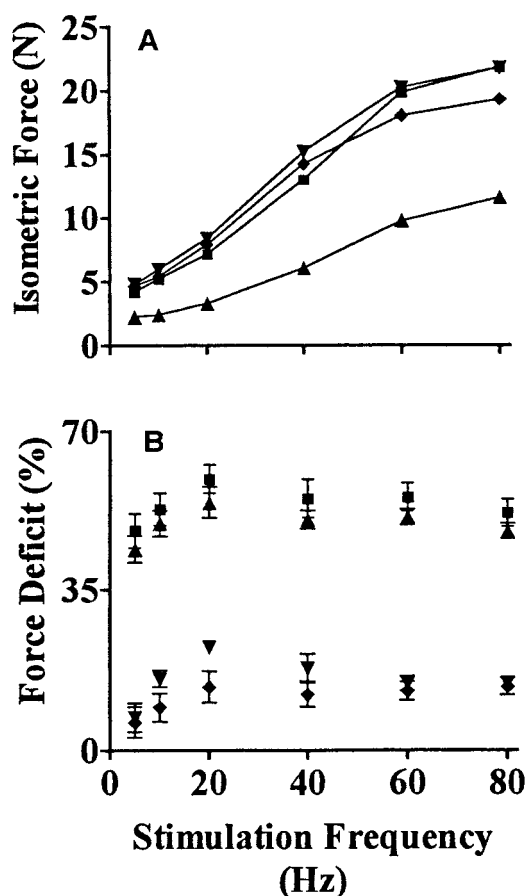 A
Isometric Force (N)
25
20
15
10
5
0
B
Force Deficit (%)
70
35
0
0 20 40 60 80
Stimulation Frequency
(Hz)